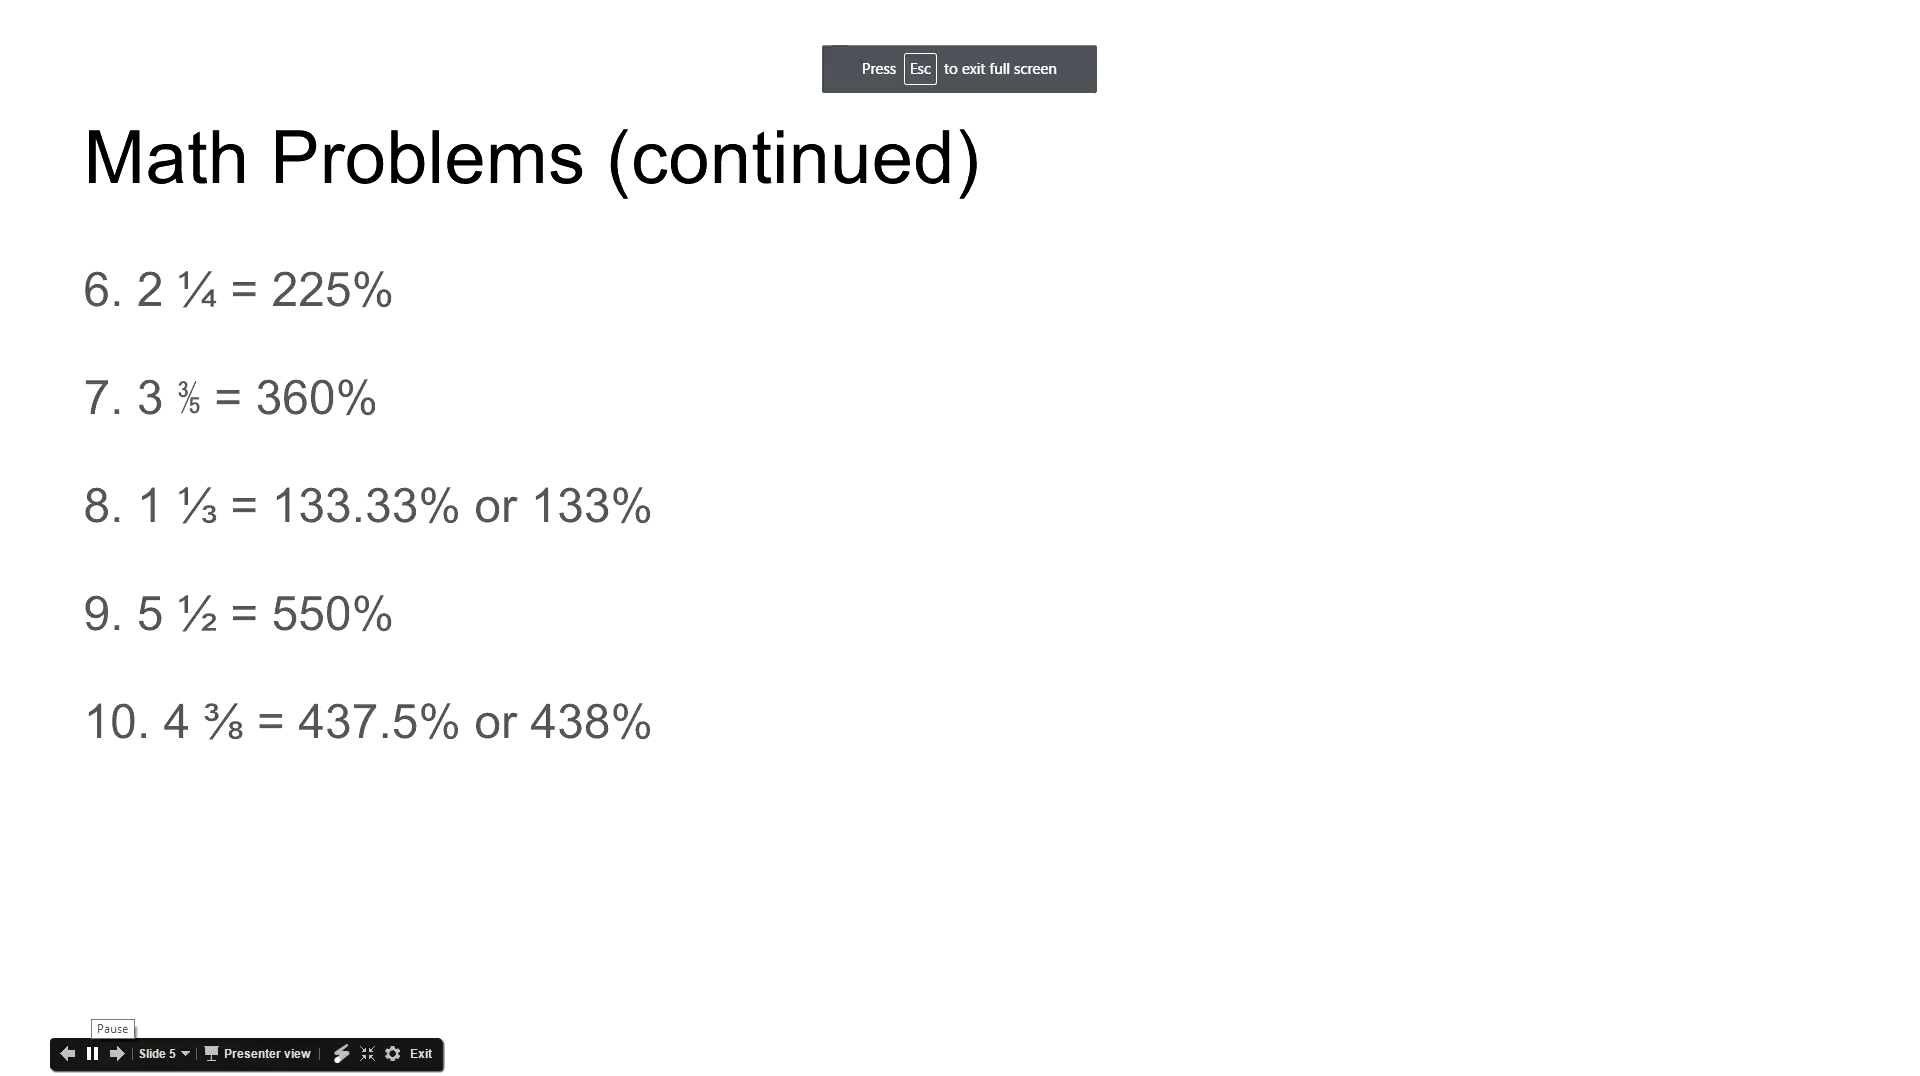 Press Esc to exit full screen
Math Problems (continued)
6. 2 ¼ = 225%
7. 3 ⅗ = 360%
8. 1 ⅓ = 133.33% or 133%
9. 5 ½ = 550%
10. 4 ⅜ = 437.5% or 438%
Pause
Slide 5 Presenter view Exit